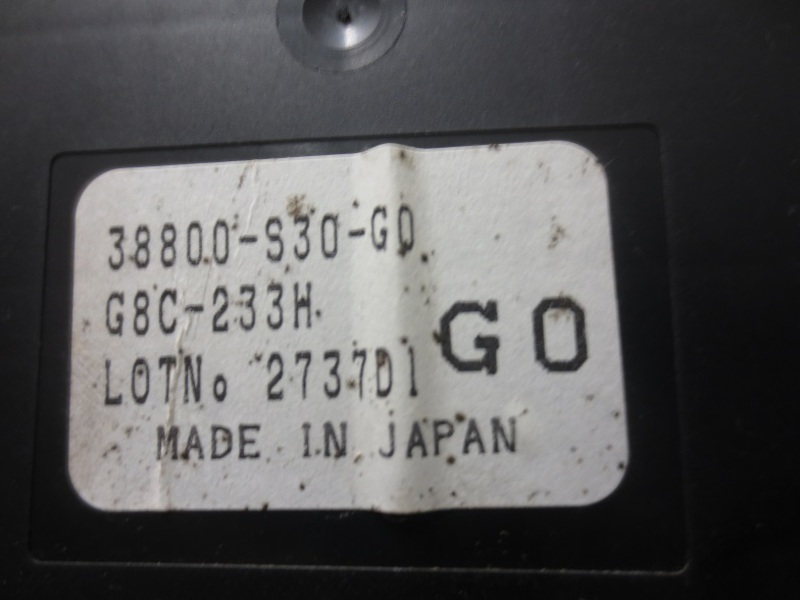 38800-S30-G0
G8C-233H
LOTNo 2737D1
G0
MADE IN JAPAN